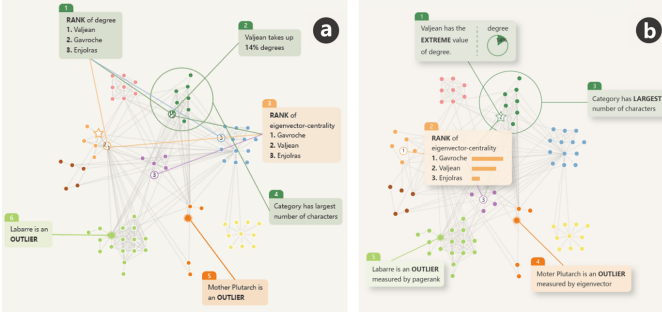 1
RANK of degree
1. Valjean
2. Gavroche
3. Enjolras
2
Valjean takes up
14% degrees
a
3
RANK of
eigenvector-centrality
1. Gavroche
2. Valjean
3. Enjolras
4
Category has largest
number of characters
6
Labarre is an
OUTLIER
5
Mother Plutarch is
an OUTLIER
3
3
1
Valjean has the
EXTREME value
of degree.
degree
b
3
Category has LARGEST
number of characters
2
RANK of
eigenvector-centrality
1. Gavroche
2. Valjean
3. Enjolras
1
3
5
Labarre is an OUTLIER
measured by pagerank
4
Moter Plutarch is an OUTLIER
measured by eigenvector